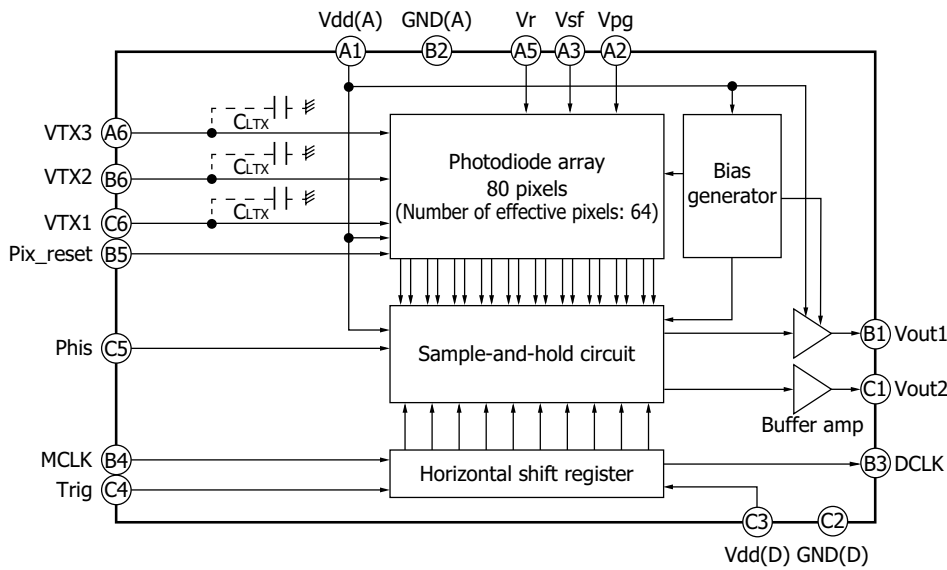 Vdd(A) GND(A) Vr Vsf Vpg
A1 B2 A5 A3 A2
VTX3 A6 CLTX
VTX2 B6 CLTX
VTX1 C6 CLTX
Pix_reset B5
Photodiode array
80 pixels
(Number of effective pixels: 64)
Bias
generator
Phis C5
Sample-and-hold circuit
B1 Vout1
C1 Vout2
Buffer amp
MCLK B4
Trig C4
Horizontal shift register
B3 DCLK
C3 C2
Vdd(D) GND(D)